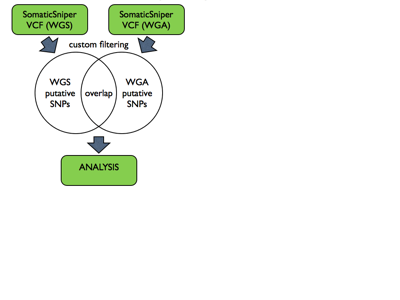 SomaticSniper
VCF (WGS)
SomaticSniper
VCF (WGA)
custom filtering
WGS
putative
SNPs
overlap
WGA
putative
SNPs
ANALYSIS